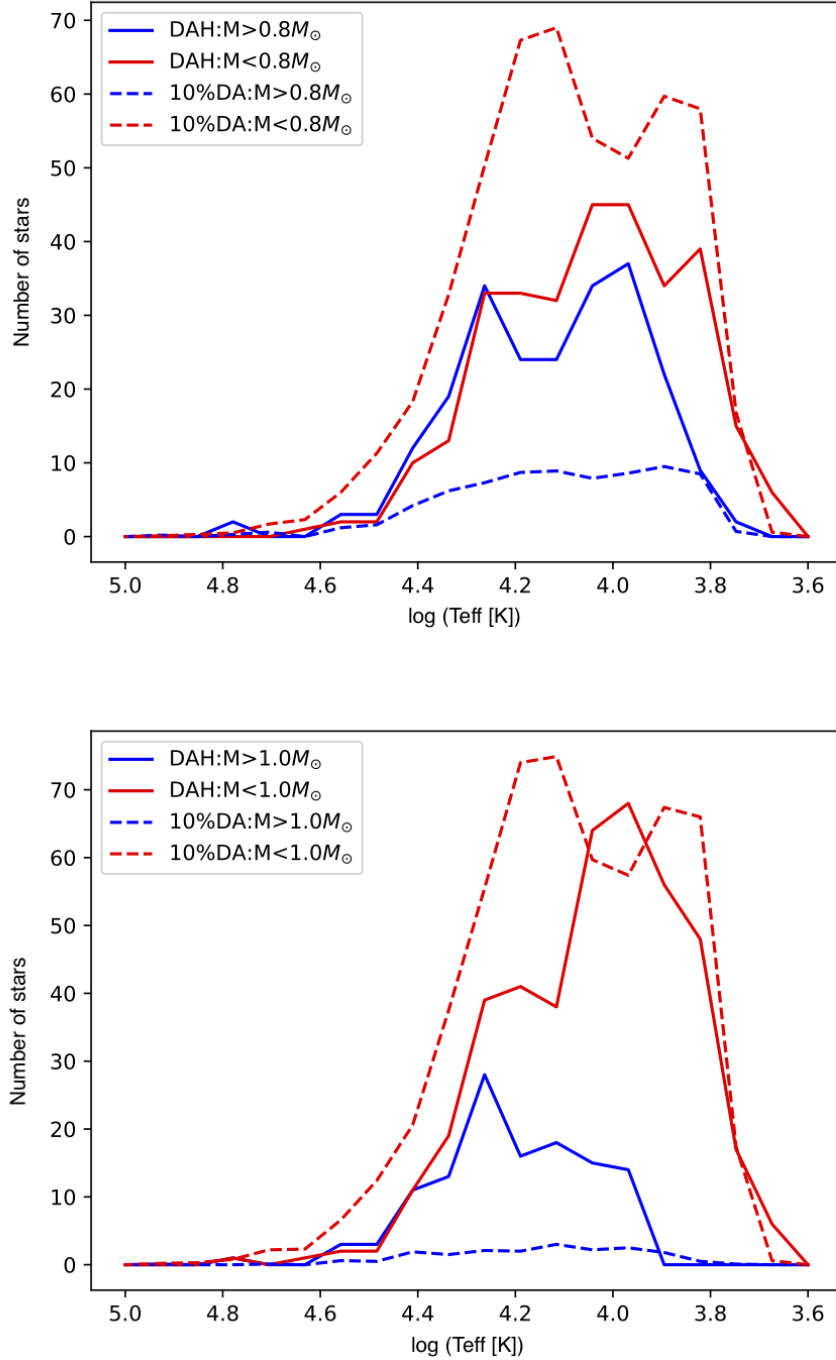 70
60
50
40
30
20
10
0
Number of stars
DAH:M>0.8M⊙
DAH:M<0.8M⊙
10%DA:M>0.8M⊙
10%DA:M<0.8M⊙
5.0 4.8 4.6 4.4 4.2 4.0 3.8 3.6
log (Teff [K])
70
60
50
40
30
20
10
0
Number of stars
DAH:M>1.0M⊙
DAH:M<1.0M⊙
10%DA:M>1.0M⊙
10%DA:M<1.0M⊙
5.0 4.8 4.6 4.4 4.2 4.0 3.8 3.6
log (Teff [K])